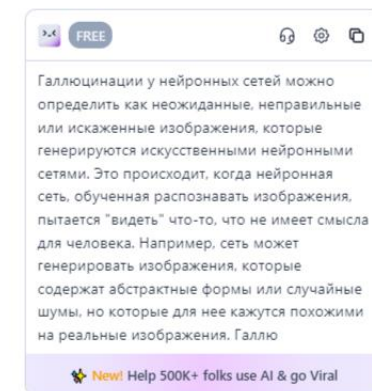 FREE
Галлюцинации у нейронных сетей можно
определить как неожиданные, неправильные
или искаженные изображения, которые
генерируются искусственными нейронными
сетями. Это происходит, когда нейронная
сеть, обученная распознавать изображения,
пытается "видеть" что-то, что не имеет смысла
для человека. Например, сеть может
генерировать изображения, которые
содержат абстрактные формы или случайные
шумы, но которые для нее кажутся похожими
на реальные изображения. Галлю
New! Help 500K+ folks use AI & go Viral